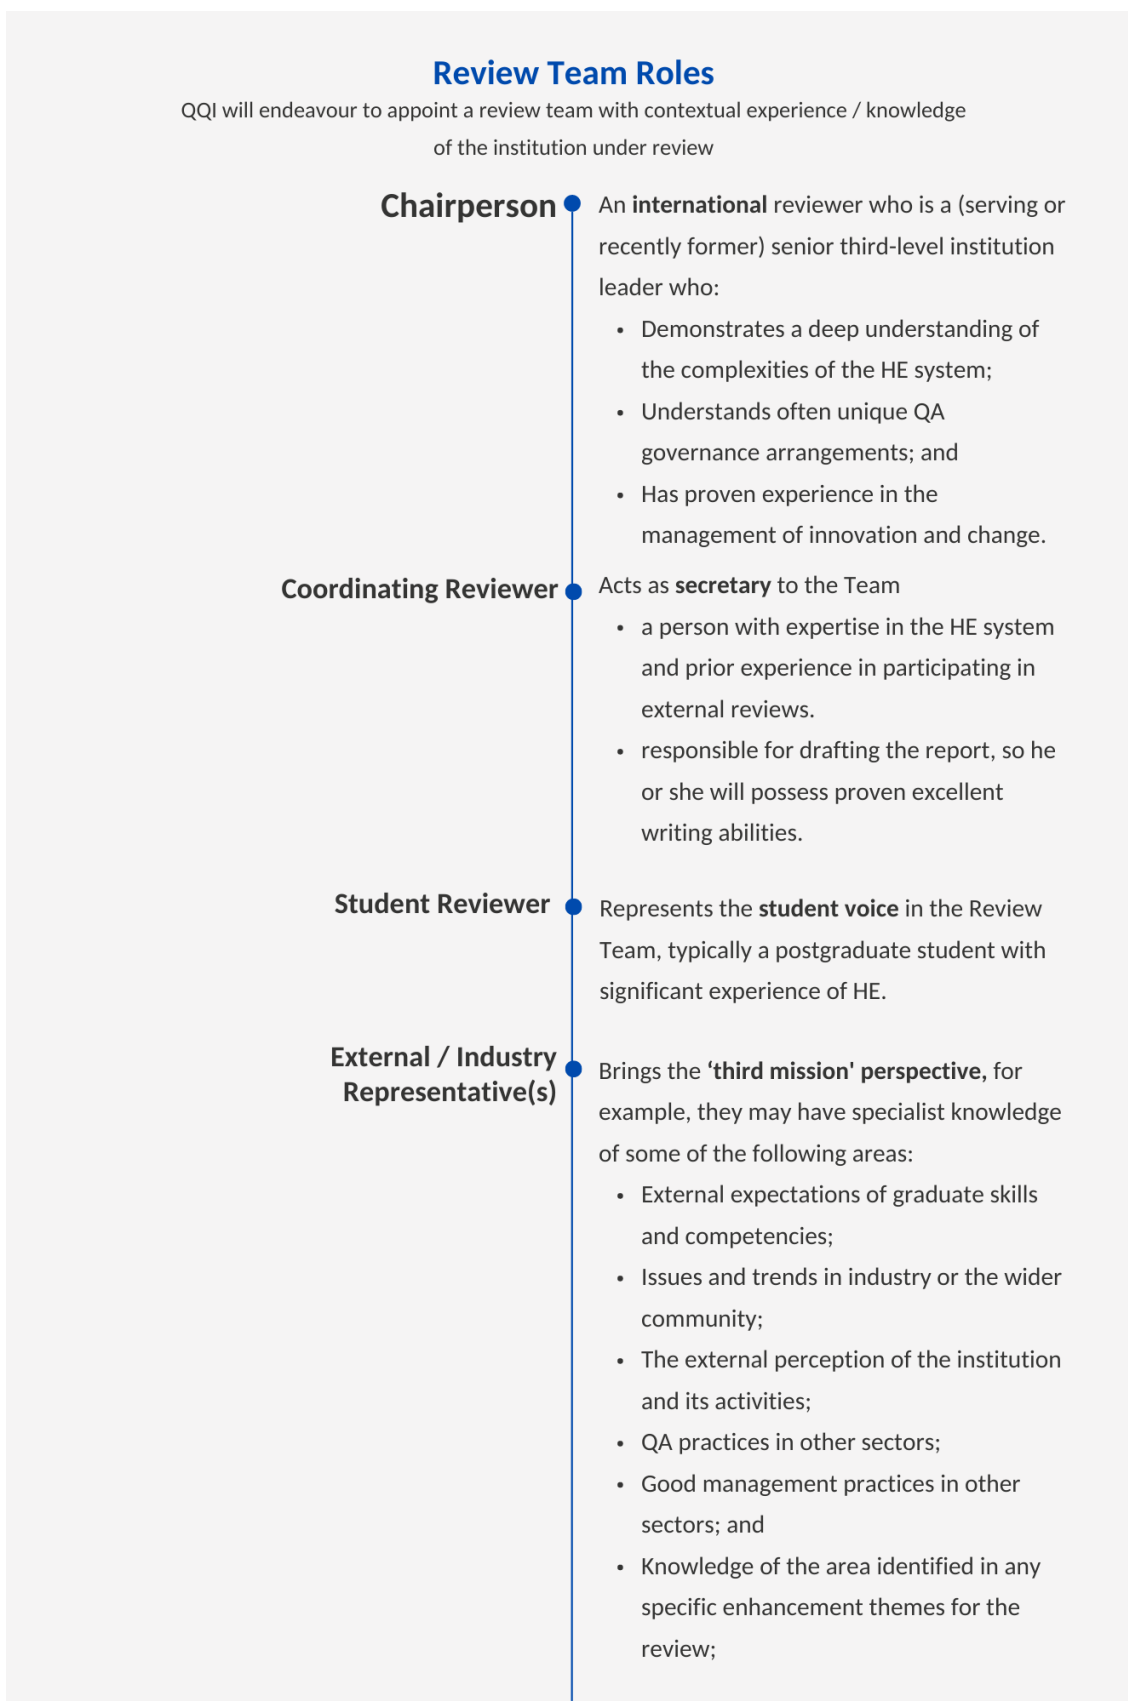 Review Team Roles
QQI will endeavour to appoint a review team with contextual experience / knowledge
of the institution under review
Chairperson
An international reviewer who is a (serving or
recently former) senior third-level institution
leader who:
• Demonstrates a deep understanding of
the complexities of the HE system;
• Understands often unique QA
governance arrangements; and
• Has proven experience in the
management of innovation and change.
Coordinating Reviewer
Acts as secretary to the Team
• a person with expertise in the HE system
and prior experience in participating in
external reviews.
• responsible for drafting the report, so he
or she will possess proven excellent
writing abilities.
Student Reviewer
Represents the student voice in the Review
Team, typically a postgraduate student with
significant experience of HE.
External / Industry
Representative(s)
Brings the ‘third mission' perspective, for
example, they may have specialist knowledge
of some of the following areas:
• External expectations of graduate skills
and competencies;
• Issues and trends in industry or the wider
community;
• The external perception of the institution
and its activities;
• QA practices in other sectors;
• Good management practices in other
sectors; and
• Knowledge of the area identified in any
specific enhancement themes for the
review;